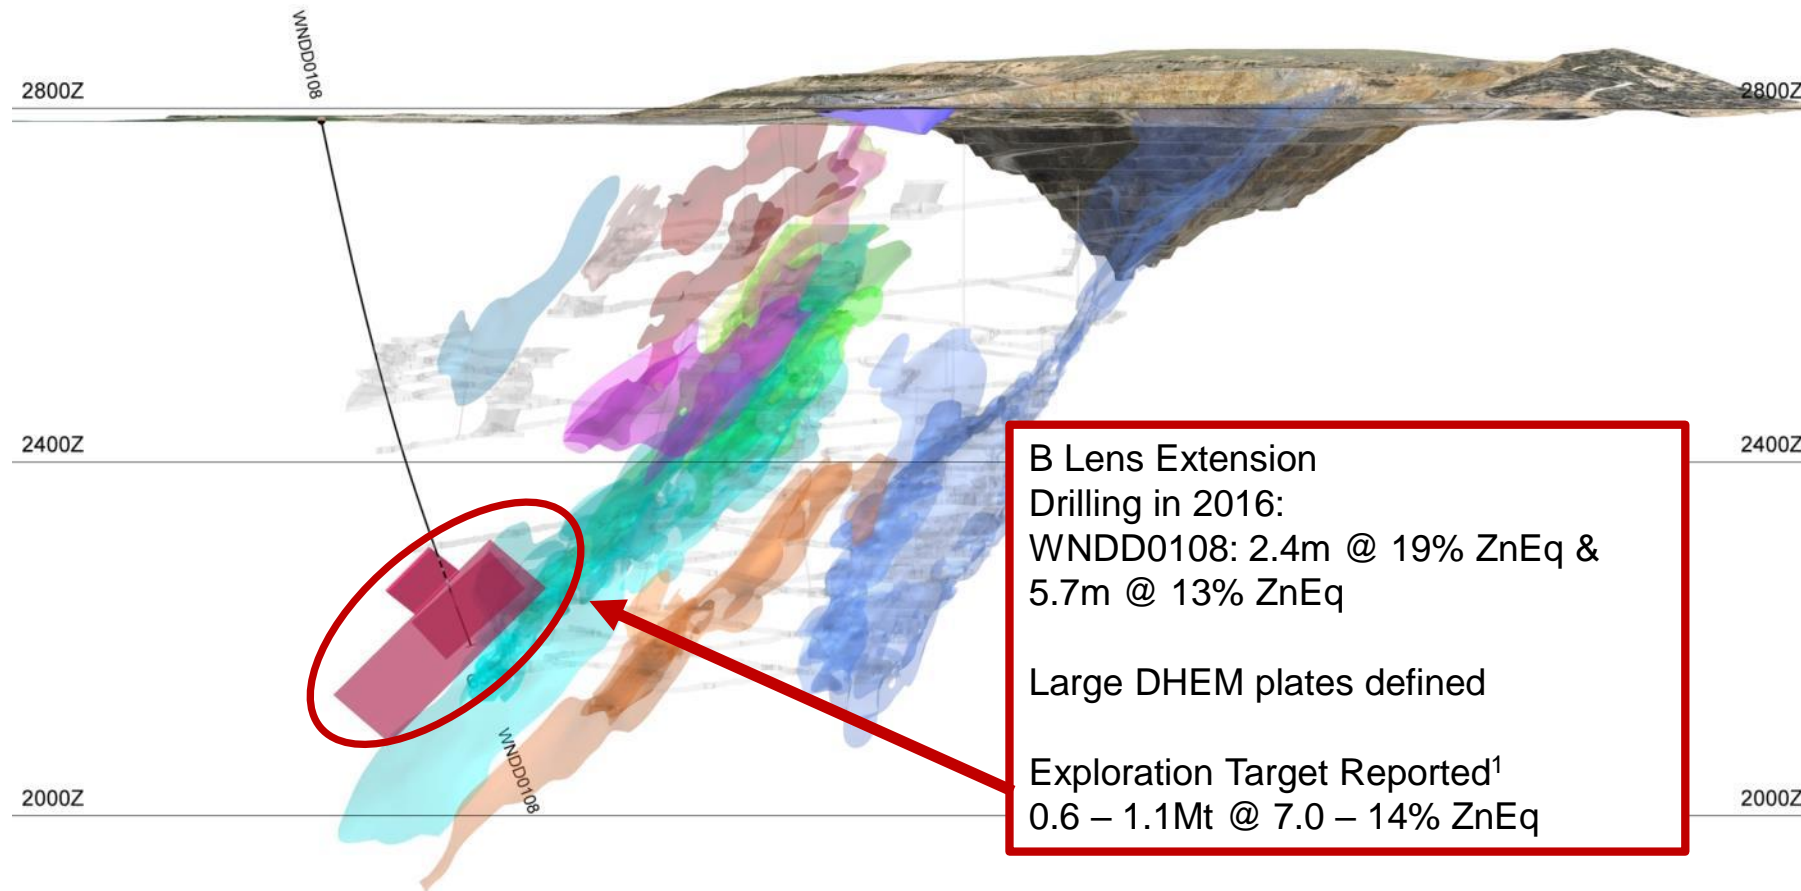 WNDD0108
2800Z
2800Z
2400Z
2400Z
B Lens Extension
Drilling in 2016:
WNDD0108: 2.4m @ 19% ZnEq &
5.7m @ 13% ZnEq
Large DHEM plates defined
Exploration Target Reported¹
0.6 – 1.1Mt @ 7.0 – 14% ZnEq
WNDD0108
2000Z
2000Z